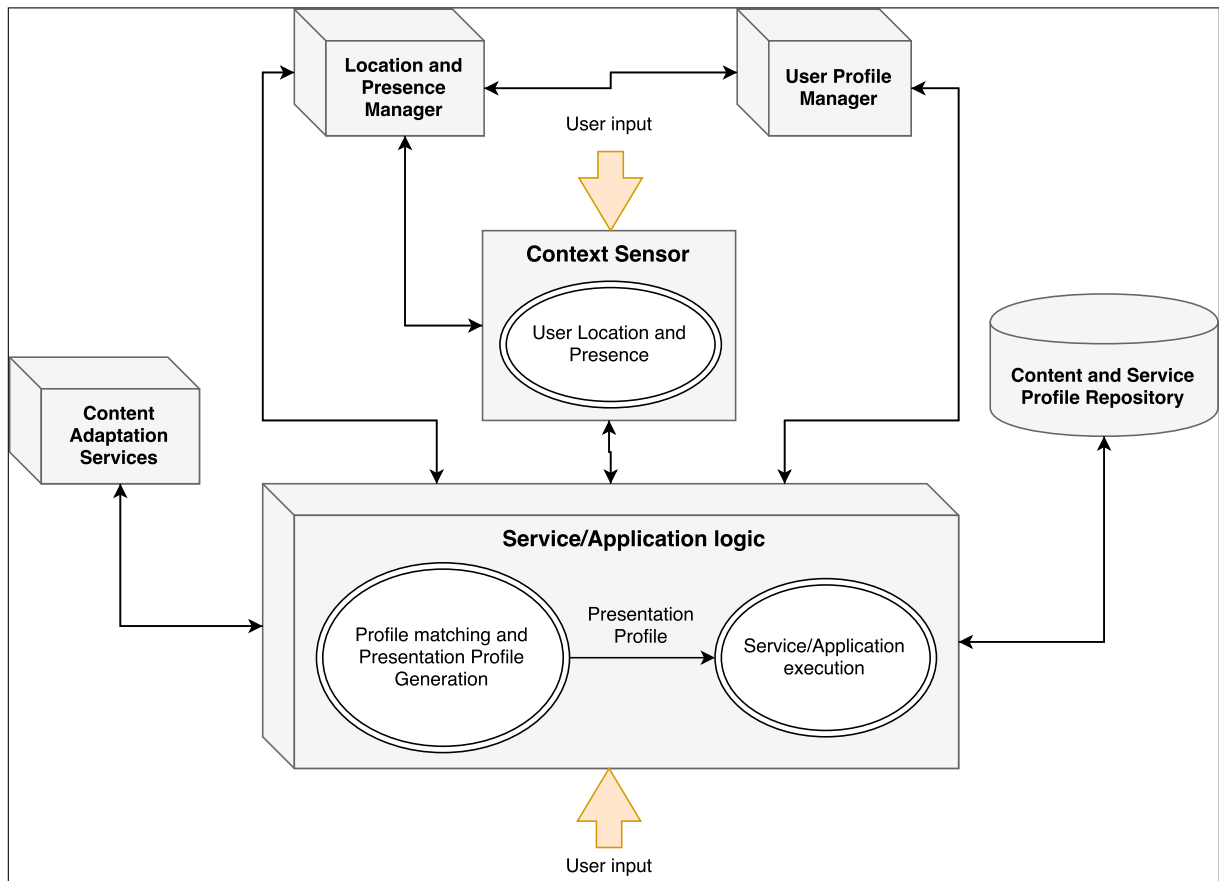 Location and
Presence
Manager
User Profile
Manager
User input
Context Sensor
User Location and
Presence
Content and Service
Profile Repository
Content
Adaptation
Services
Service/Application logic
Profile matching and
Presentation Profile
Generation
Presentation
Profile
Service/Application
execution
User input